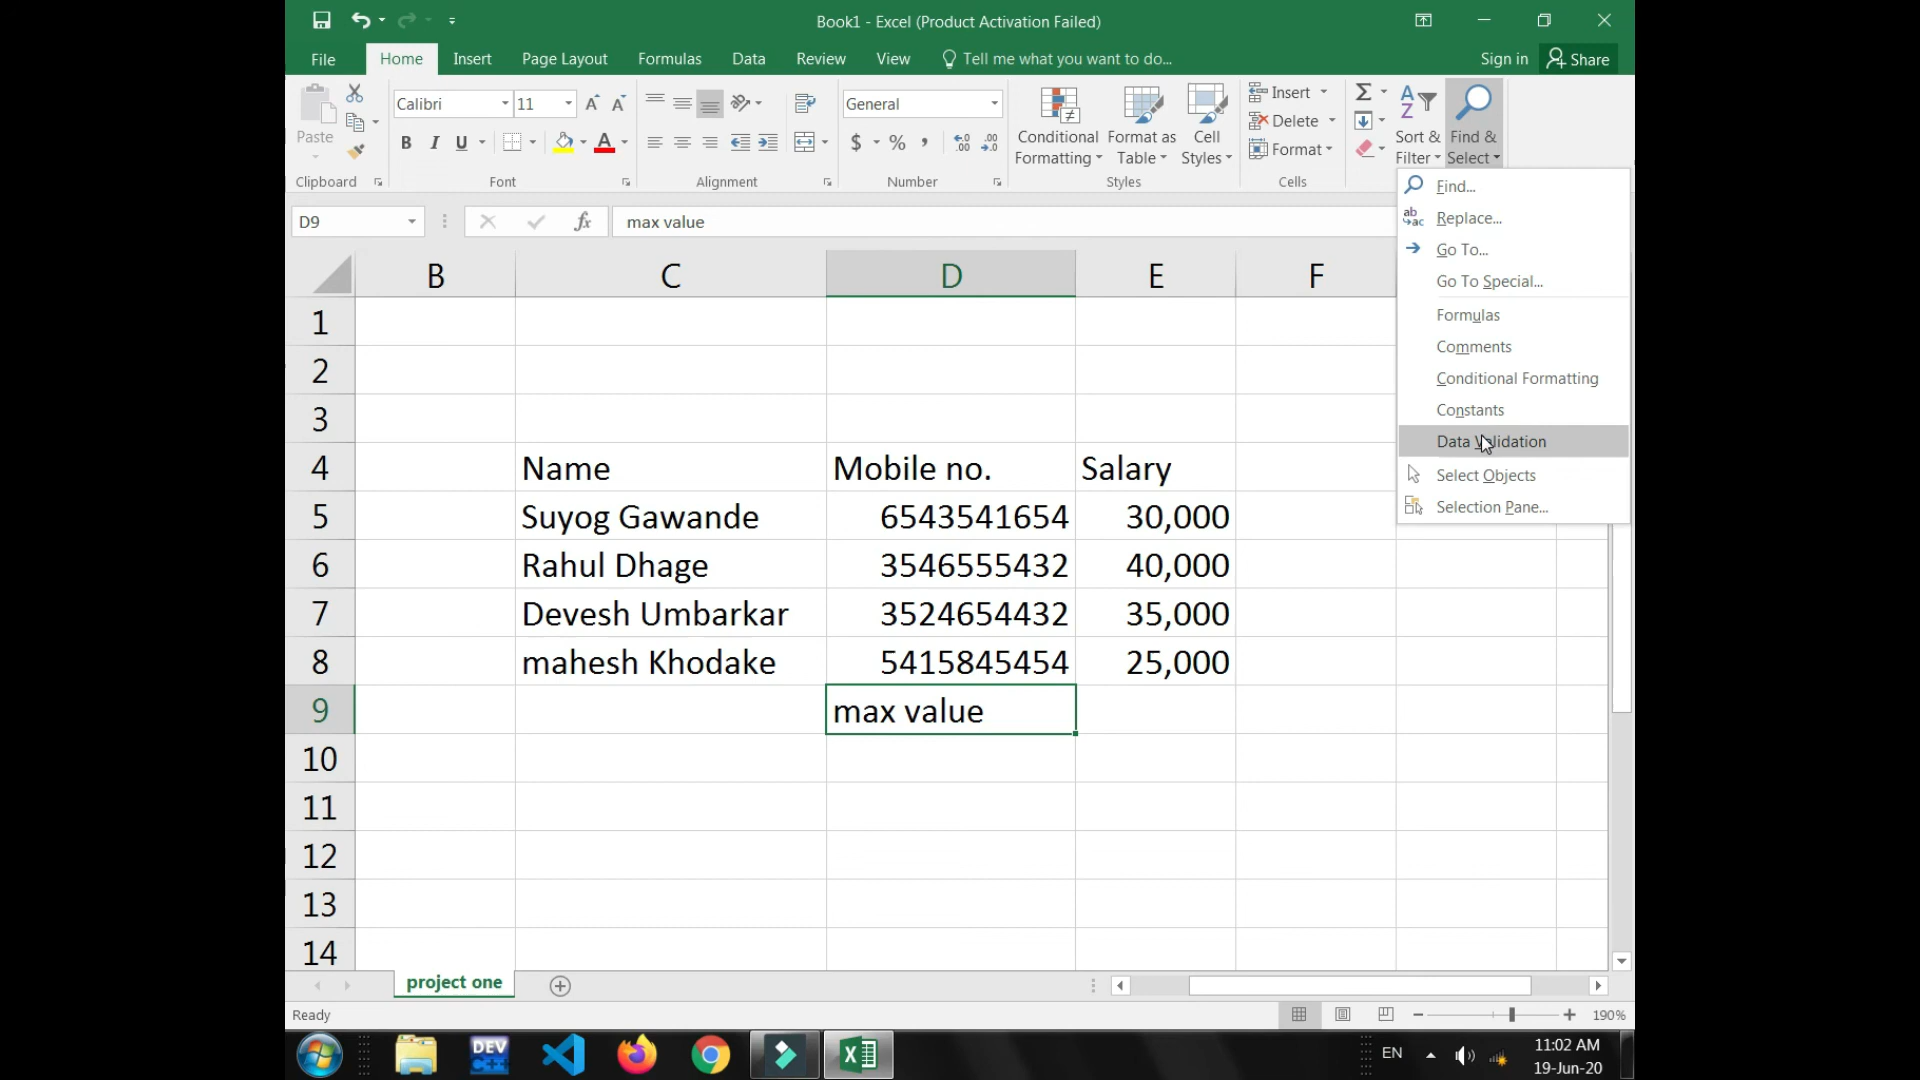 Book1 - Excel (Product Activation Failed)
File Home Insert Page Layout Formulas Data Review View Tell me what you want to do... Sign in Share
Paste
Calibri 11
B I U
General
$ % ,
Conditional Formatting
Format as Table
Cell Styles
Insert
Delete
Format
Sort & Filter
Find & Select
Clipboard Font Alignment Number Styles Cells
D9 fx max value
Find...
Replace...
Go To...
Go To Special...
Formulas
Comments
Conditional Formatting
Constants
Data Validation
Select Objects
Selection Pane...
B C D E F
1
2
3
4 Name Mobile no. Salary
5 Suyog Gawande 6543541654 30,000
6 Rahul Dhage 3546555432 40,000
7 Devesh Umbarkar 3524654432 35,000
8 mahesh Khodake 5415845454 25,000
9 max value
10
11
12
13
14
project one
Ready 190%
DEV C++ EN 11:02 AM
19-Jun-20